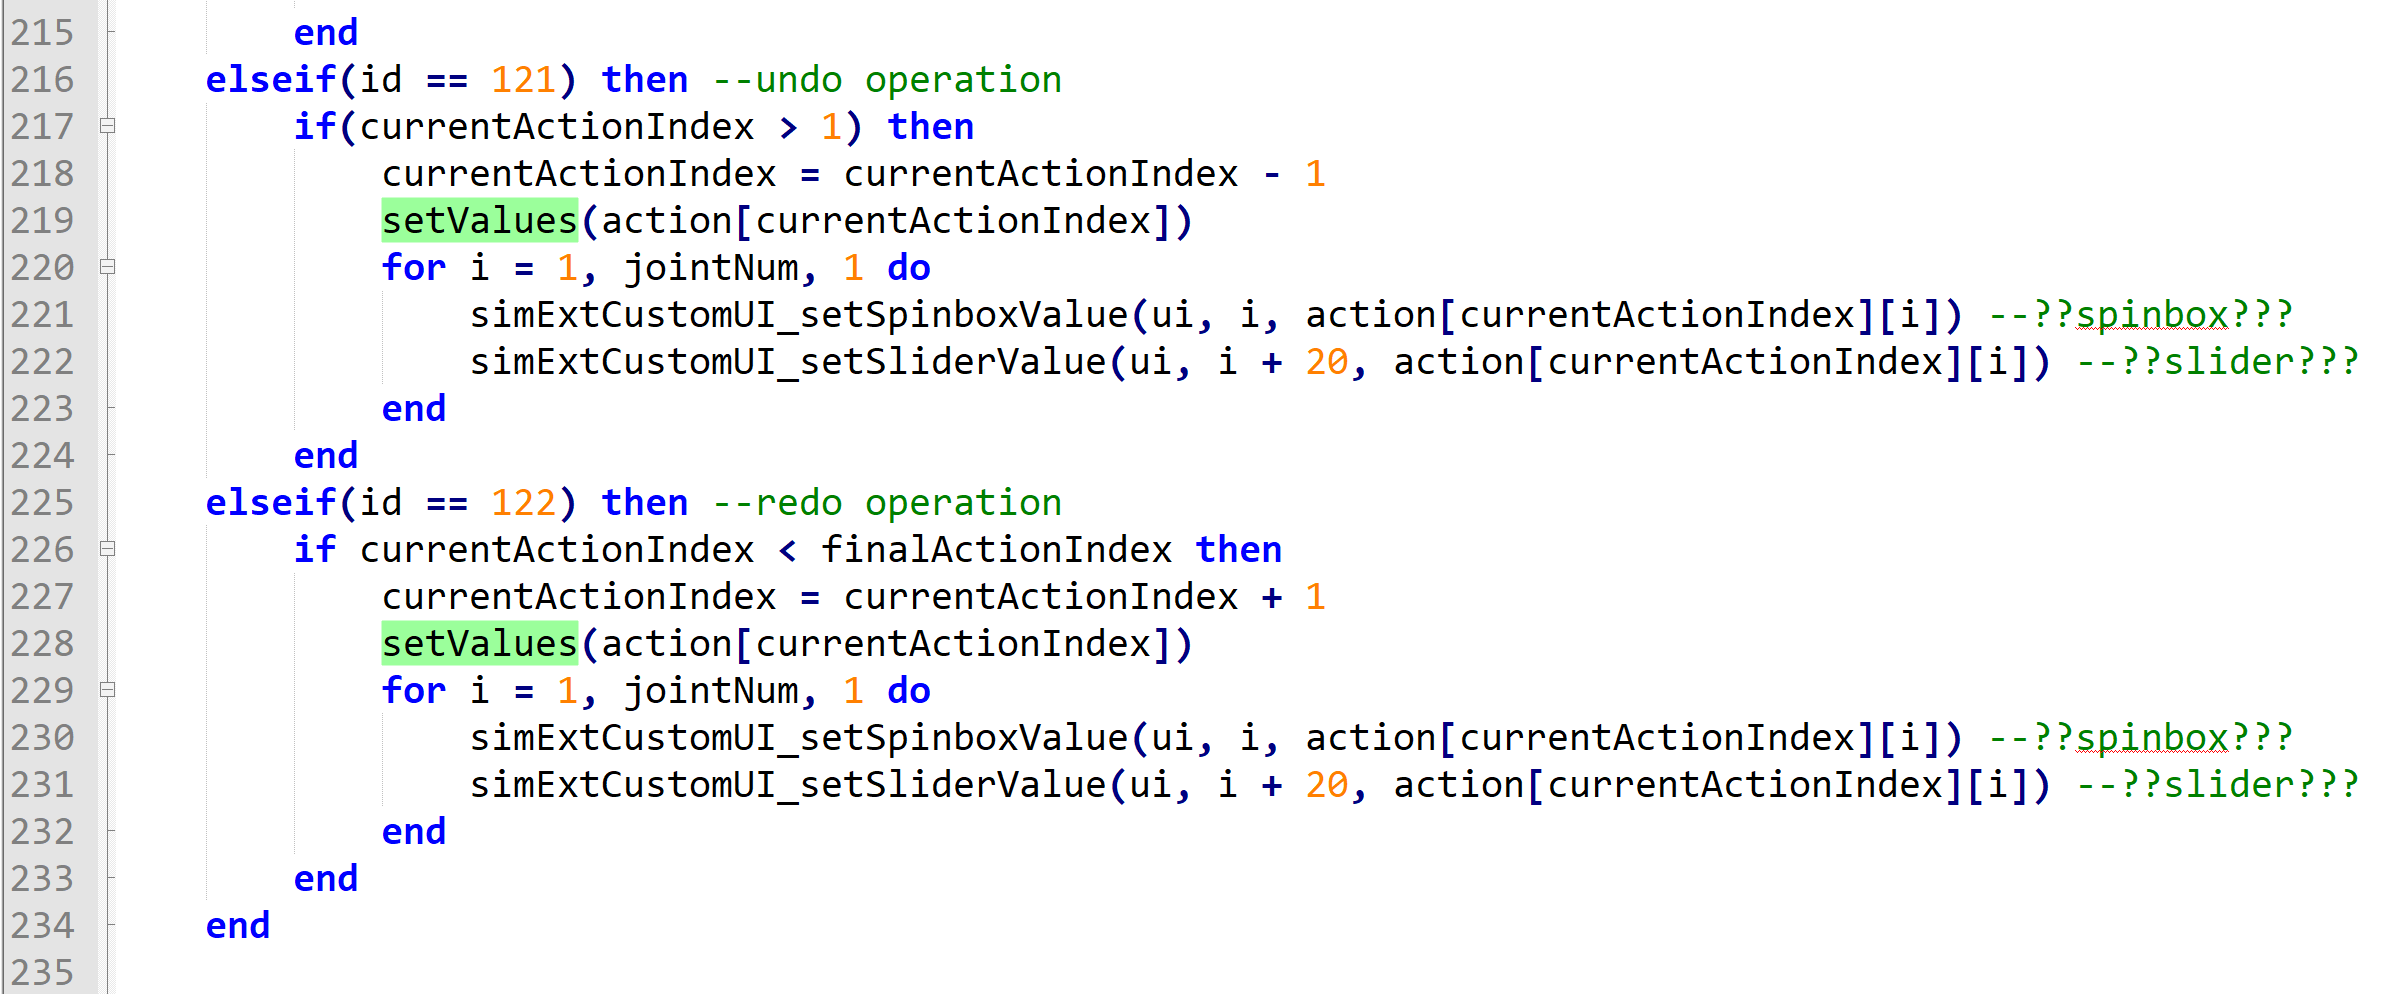 215 end
216 elseif(id == 121) then --undo operation
217 if(currentActionIndex > 1) then
218 currentActionIndex = currentActionIndex - 1
219 setValues(action[currentActionIndex])
220 for i = 1, jointNum, 1 do
221 simExtCustomUI_setSpinboxValue(ui, i, action[currentActionIndex][i]) --??spinbox???
222 simExtCustomUI_setSliderValue(ui, i + 20, action[currentActionIndex][i]) --??slider???
223 end
224 end
225 elseif(id == 122) then --redo operation
226 if currentActionIndex < finalActionIndex then
227 currentActionIndex = currentActionIndex + 1
228 setValues(action[currentActionIndex])
229 for i = 1, jointNum, 1 do
230 simExtCustomUI_setSpinboxValue(ui, i, action[currentActionIndex][i]) --??spinbox???
231 simExtCustomUI_setSliderValue(ui, i + 20, action[currentActionIndex][i]) --??slider???
232 end
233 end
234 end
235